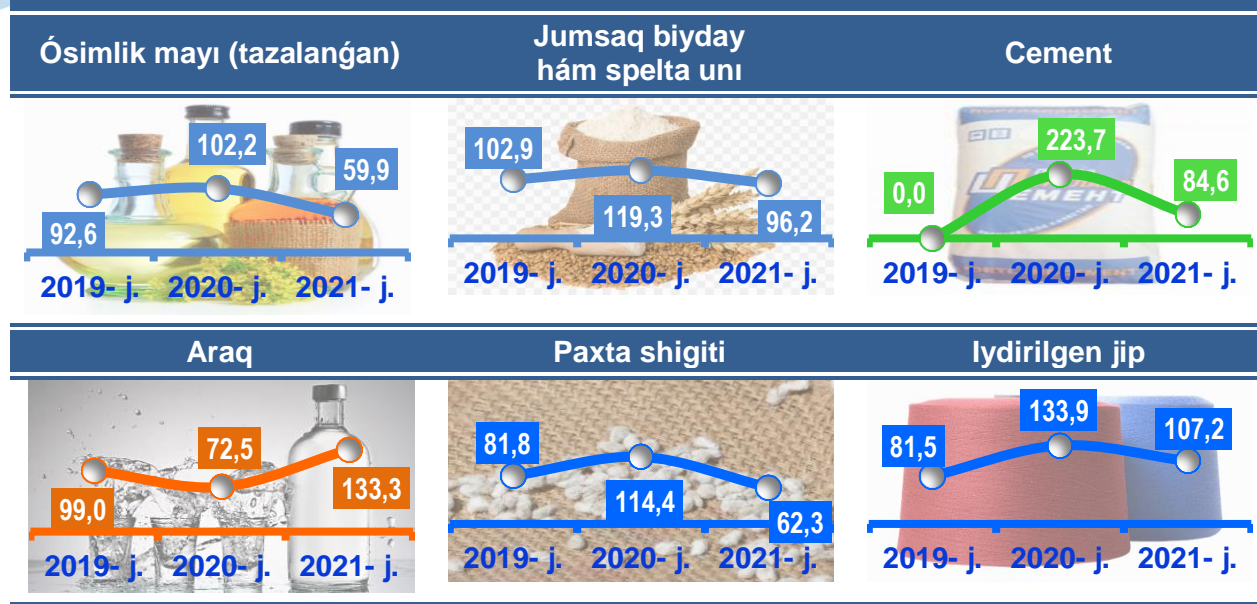 Ósimlik mayı (tazalanǵan)
Jumsaq biyday
hám spelta unı
Cement
92,6
102,2
59,9
2019- j. 2020- j. 2021- j.
102,9
119,3
96,2
2019- j. 2020- j. 2021- j.
0,0
223,7
84,6
ЦЕМЕНТ
2019- j. 2020- j. 2021- j.
Araq
Paxta shigiti
Iydirilgen jip
99,0
72,5
133,3
2019- j. 2020- j. 2021- j.
81,8
114,4
62,3
2019- j. 2020- j. 2021- j.
81,5
133,9
107,2
2019- j. 2020- j. 2021- j.